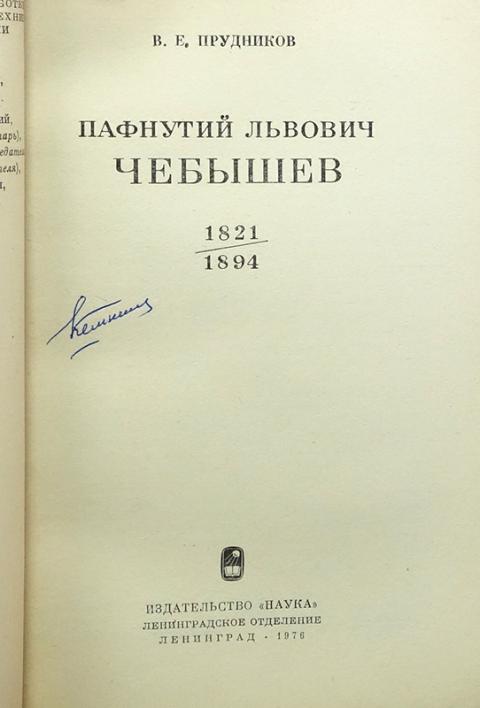 В. Е. ПРУДНИКОВ
ПАФНУТИЙ ЛЬВОВИЧ
ЧЕБЫШЕВ
1821
1894
ИЗДАТЕЛЬСТВО «НАУКА»
ЛЕНИНГРАДСКОЕ ОТДЕЛЕНИЕ
ЛЕНИНГРАД · 1976